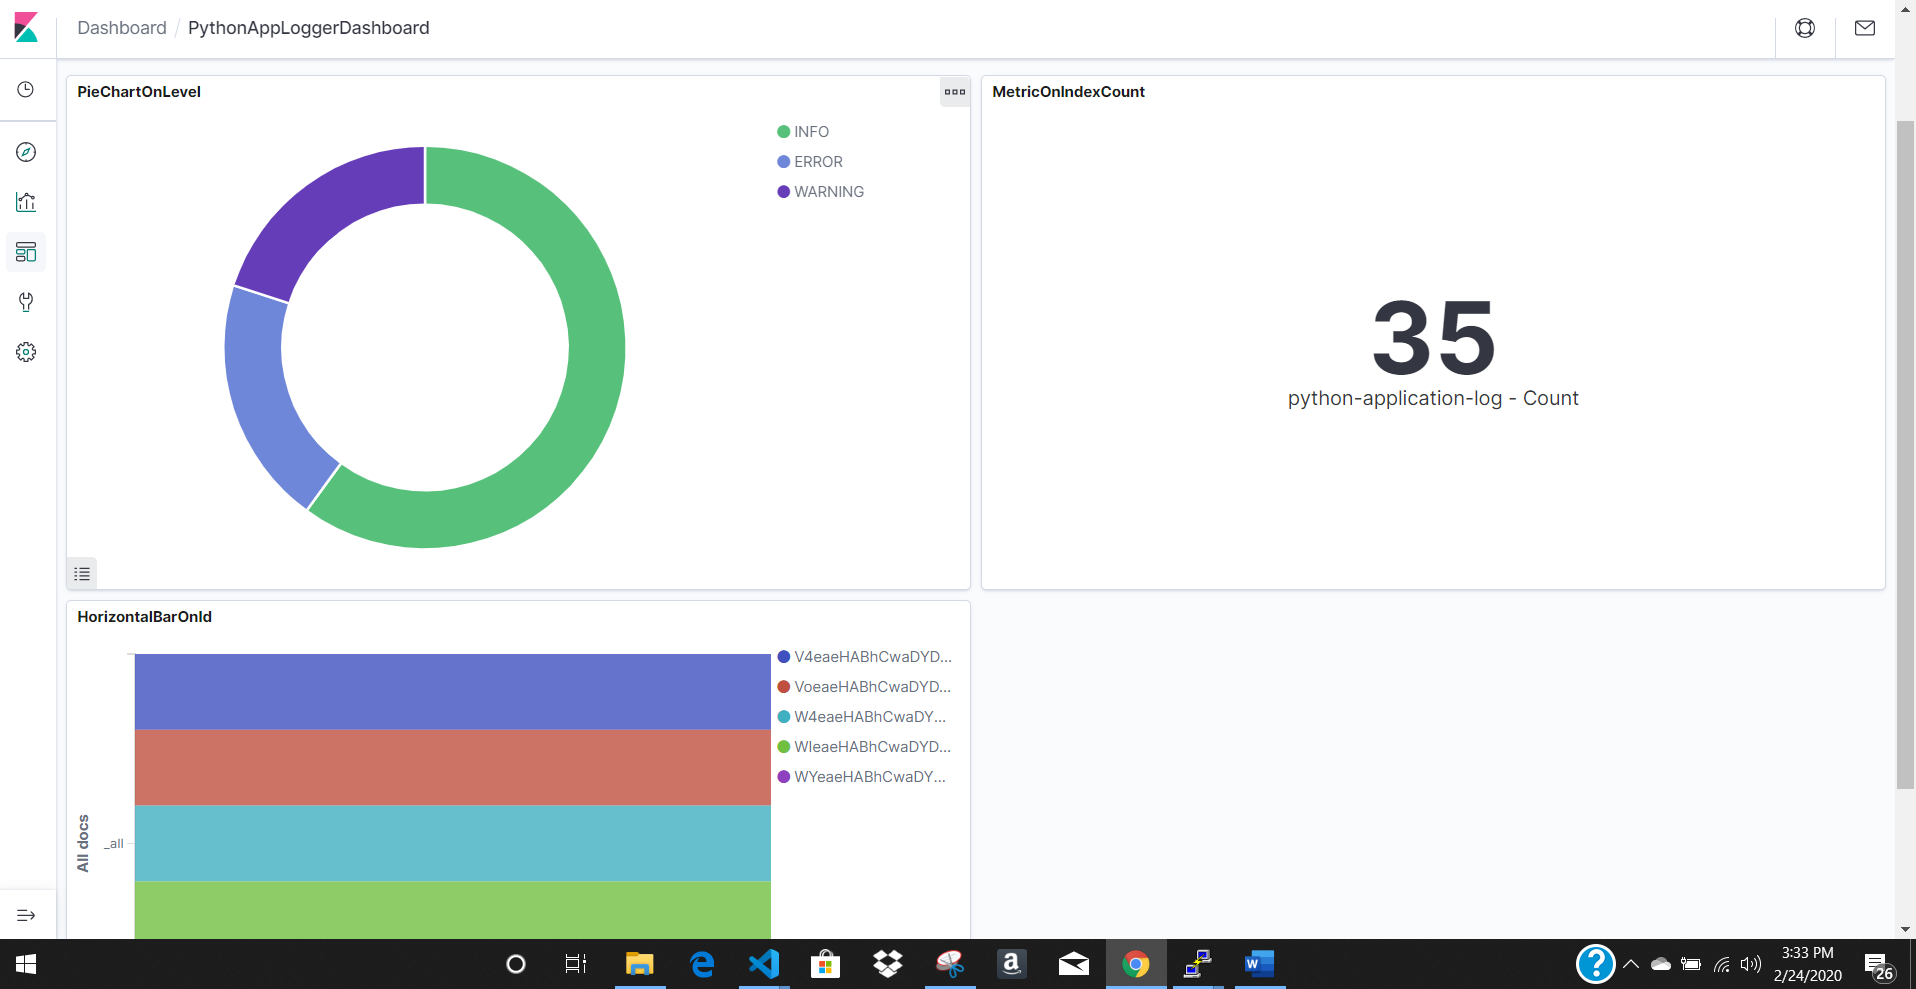 Dashboard / PythonAppLoggerDashboard
PieChartOnLevel
INFO
ERROR
WARNING
MetricOnIndexCount
35
python-application-log - Count
HorizontalBarOnId
V4eaeHABhCwaDYD...
VoeaeHABhCwaDYD...
W4eaeHABhCwaDY...
WIeaeHABhCwaDYD...
WYeaeHABhCwaDY...
All docs
_all
a
W
?
3:33 PM
2/24/2020
26